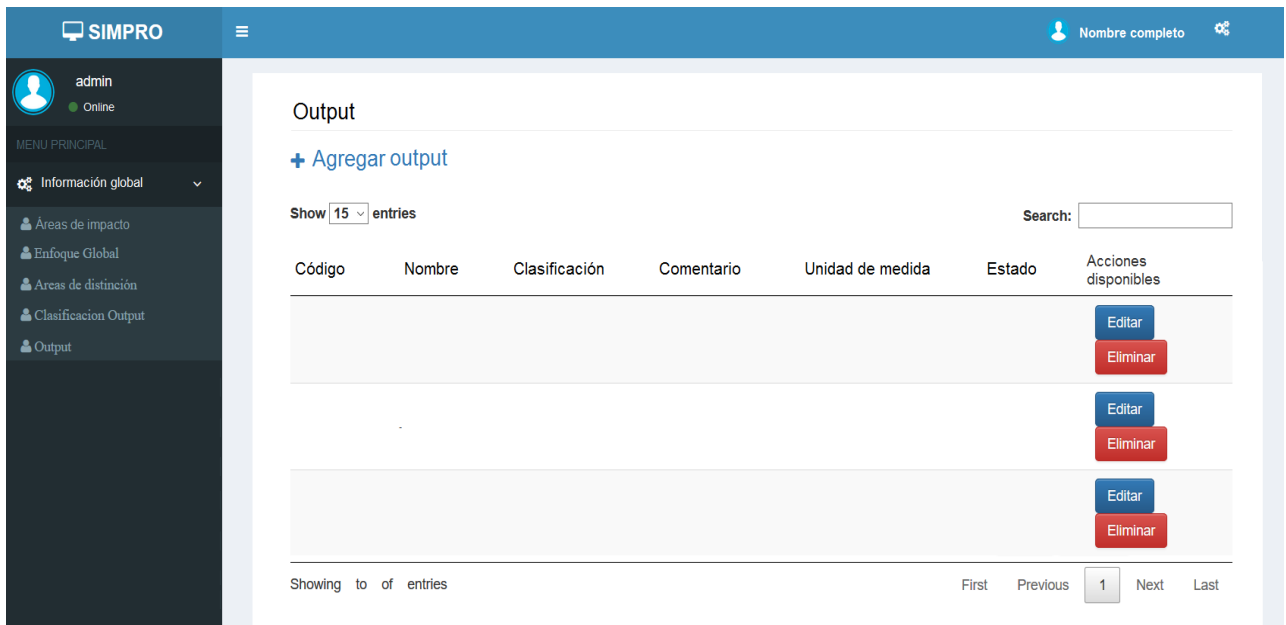 SIMPRO
Nombre completo
admin
Online
MENU PRINCIPAL
Información global
Áreas de impacto
Enfoque Global
Areas de distinción
Clasificacion Output
Output
Output
Agregar output
Show 15 entries
Search:
Código Nombre Clasificación Comentario Unidad de medida Estado Acciones disponibles
Editar
Eliminar
Editar
Eliminar
Editar
Eliminar
Showing to of entries
First Previous 1 Next Last